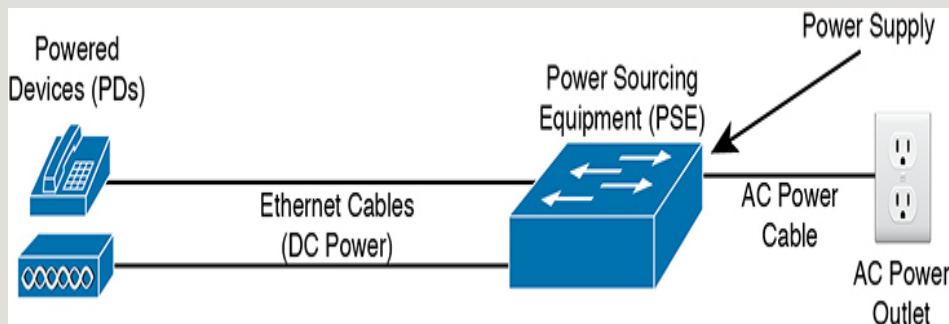 Powered
Devices (PDs)
Power Sourcing
Equipment (PSE)
Power Supply
Ethernet Cables
(DC Power)
AC Power
Cable
AC Power
Outlet